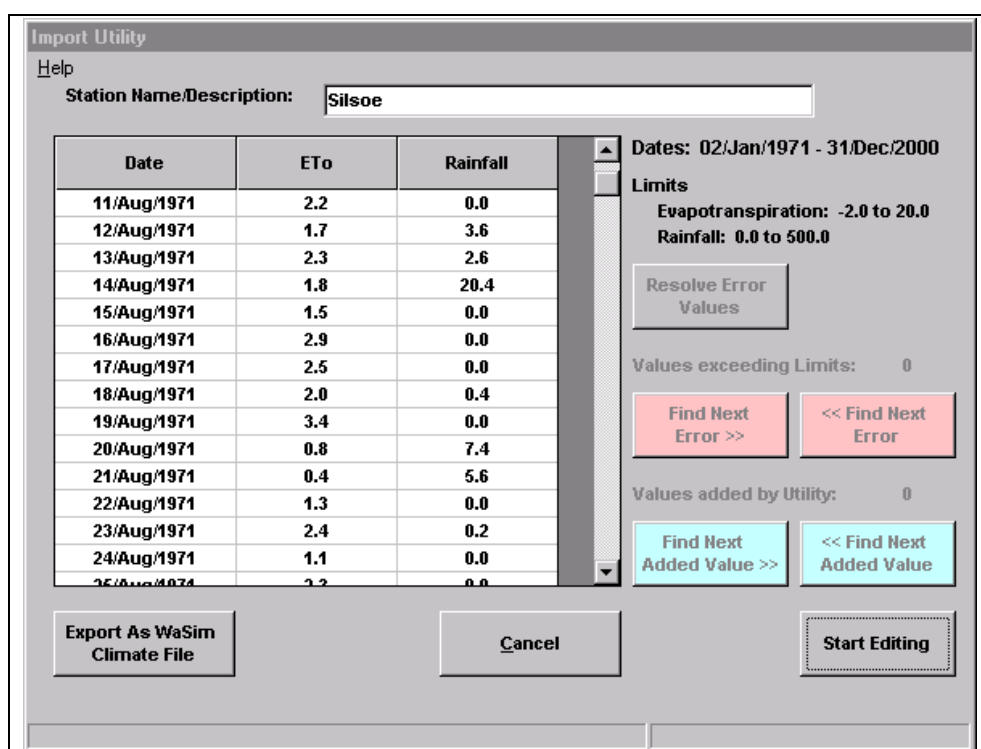 Import Utility
Help
Station Name/Description: Silsoe
Date ETo Rainfall
11/Aug/1971 2.2 0.0
12/Aug/1971 1.7 3.6
13/Aug/1971 2.3 2.6
14/Aug/1971 1.8 20.4
15/Aug/1971 1.5 0.0
16/Aug/1971 2.9 0.0
17/Aug/1971 2.5 0.0
18/Aug/1971 2.0 0.4
19/Aug/1971 3.4 0.0
20/Aug/1971 0.8 7.4
21/Aug/1971 0.4 5.6
22/Aug/1971 1.3 0.0
23/Aug/1971 2.4 0.2
24/Aug/1971 1.1 0.0
Dates: 02/Jan/1971 - 31/Dec/2000
Limits
Evapotranspiration: -2.0 to 20.0
Rainfall: 0.0 to 500.0
Resolve Error
Values
Values exceeding Limits: 0
Find Next
Error >>
<< Find Next
Error
Values added by Utility: 0
Find Next
Added Value >>
<< Find Next
Added Value
Export As WaSim
Climate File
Cancel
Start Editing